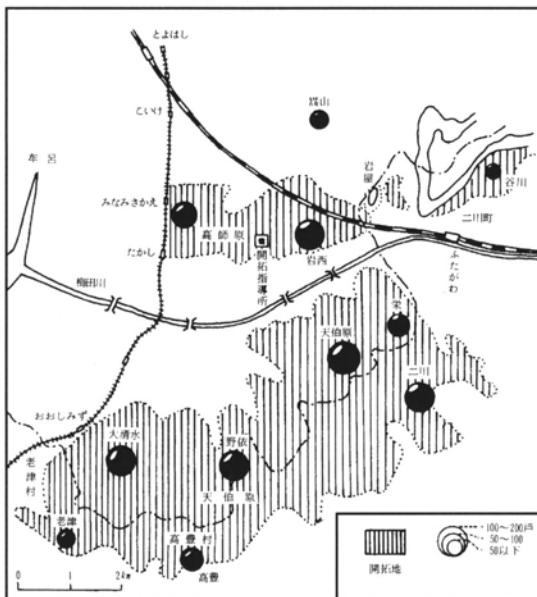 とよはし
こいけ
嵩山
牟呂
岩屋
谷川
みなみさかえ
二川町
高師原
岩西
たかし
開拓指導所
ふたがわ
梅田川
栄
天伯原
二川
おおしみず
大清水
野依
老津村
天伯原
老津
高豊村
高豊
100〜200戸
50〜100
50以下
開拓地
0 1 2㎞